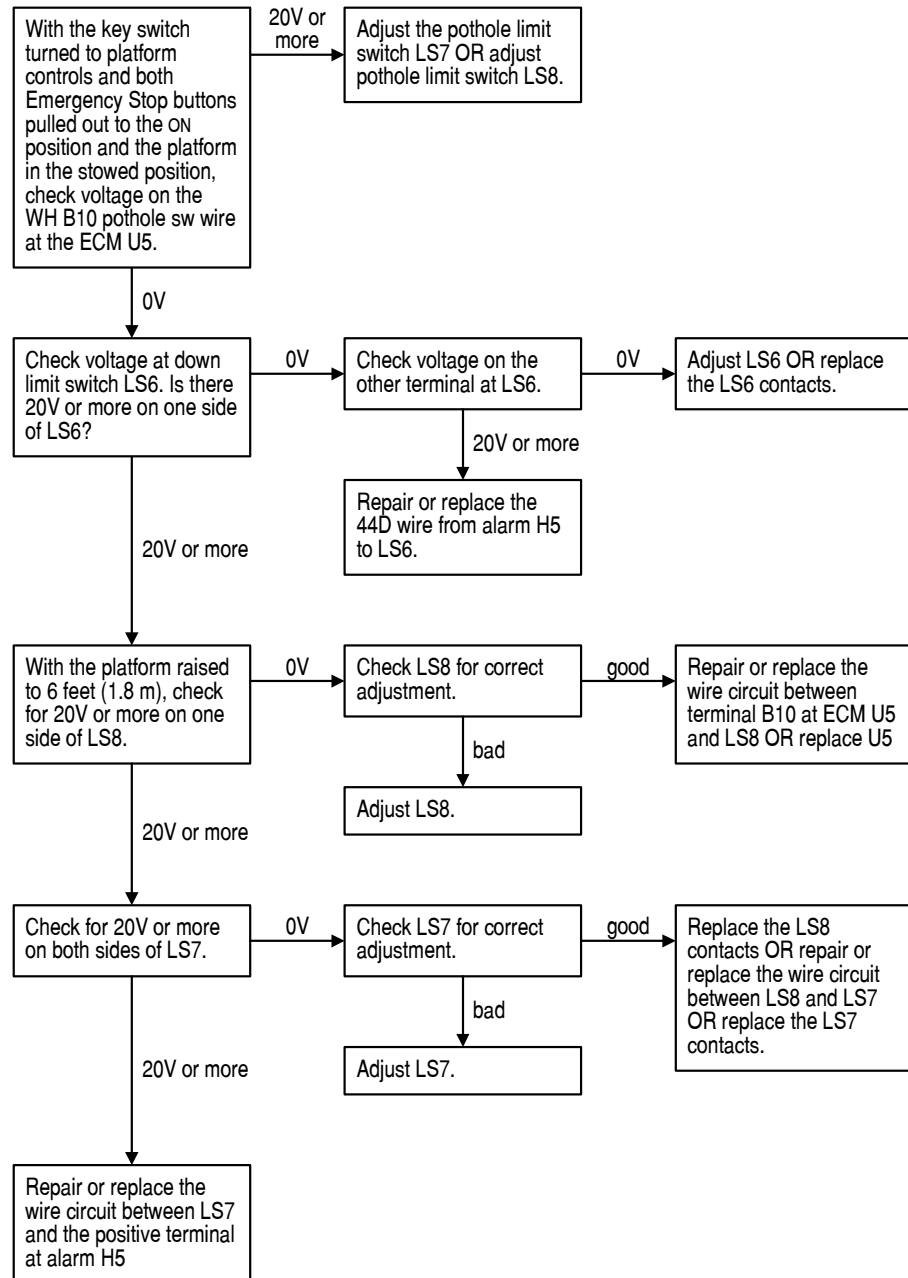 With the key switch
turned to platform
controls and both
Emergency Stop buttons
pulled out to the ON
position and the platform
in the stowed position,
check voltage on the
WH B10 pothole sw wire
at the ECM U5.
20V or
more
Adjust the pothole limit
switch LS7 OR adjust
pothole limit switch LS8.
0V
Check voltage at down
limit switch LS6. Is there
20V or more on one side
of LS6?
0V
Check voltage on the
other terminal at LS6.
0V
Adjust LS6 OR replace
the LS6 contacts.
20V or more
Repair or replace the
44D wire from alarm H5
to LS6.
20V or more
With the platform raised
to 6 feet (1.8 m), check
for 20V or more on one
side of LS8.
0V
Check LS8 for correct
adjustment.
good
Repair or replace the
wire circuit between
terminal B10 at ECM U5
and LS8 OR replace U5
bad
Adjust LS8.
20V or more
Check for 20V or more
on both sides of LS7.
0V
Check LS7 for correct
adjustment.
good
Replace the LS8
contacts OR repair or
replace the wire circuit
between LS8 and LS7
OR replace the LS7
contacts.
bad
Adjust LS7.
20V or more
Repair or replace the
wire circuit between LS7
and the positive terminal
at alarm H5